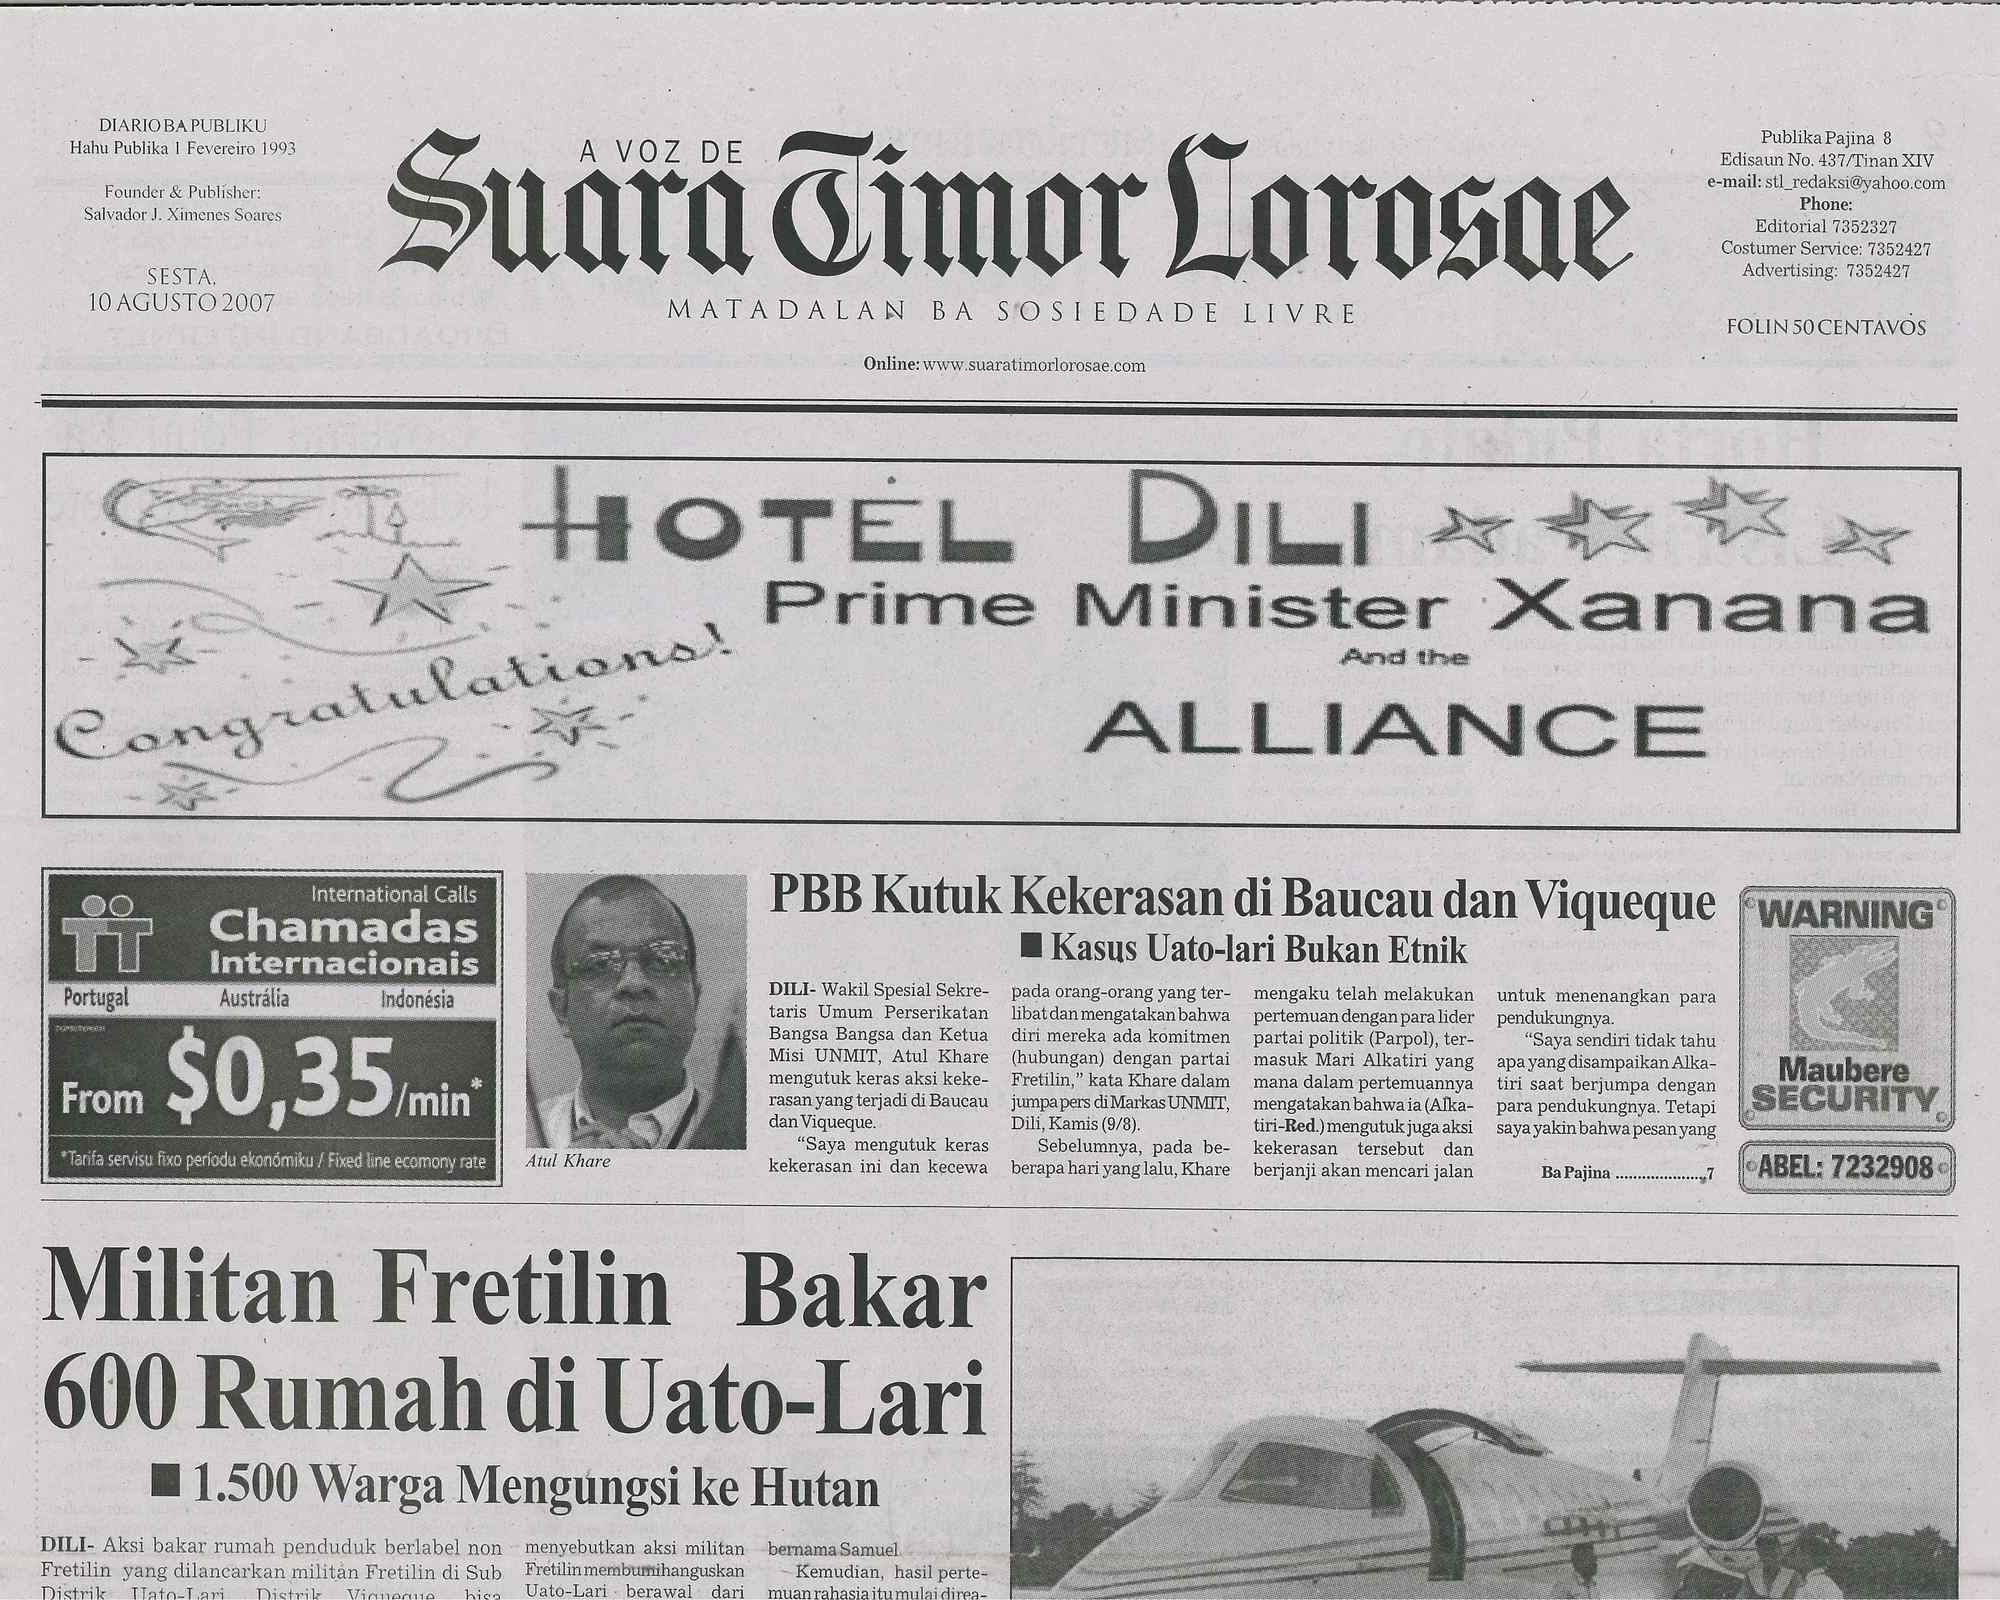 DIARIO BA PUBLIKU
Hahu Publika 1 Fevereiro 1993
Founder & Publisher:
Salvador J. Ximenes Soares
SESTA,
10 AGUSTO 2007
A VOZ DE
Suara Timor Lorosae
MATADALAN BA SOSIEDADE LIVRE
Online: www.suaratimorlorosae.com
Publika Pajina 8
Edisaun No. 437/Tinan XIV
e-mail: stl_redaksi@yahoo.com
Phone:
Editorial 7352327
Costumer Service: 7352427
Advertising: 7352427
FOLIN 50 CENTAVOS
HOTEL DILI
Congratulations!
Prime Minister Xanana
And the
ALLIANCE
International Calls
Chamadas
Internacionais
Portugal Austrália Indonésia
From $0,35/min*
*Tarifa servisu fixo períodu ekonómiku / Fixed line ecomony rate
Atul Khare
PBB Kutuk Kekerasan di Baucau dan Viqueque
■ Kasus Uato-lari Bukan Etnik
DILI- Wakil Spesial Sekre-
taris Umum Perserikatan
Bangsa Bangsa dan Ketua
Misi UNMIT, Atul Khare
mengutuk keras aksi keke-
rasan yang terjadi di Baucau
dan Viqueque.
“Saya mengutuk keras
kekerasan ini dan kecewa
pada orang-orang yang ter-
libat dan mengatakan bahwa
diri mereka ada komitmen
(hubungan) dengan partai
Fretilin,” kata Khare dalam
jumpa pers di Markas UNMIT,
Dili, Kamis (9/8).
Sebelumnya, pada be-
berapa hari yang lalu, Khare
mengaku telah melakukan
pertemuan dengan para lider
partai politik (Parpol), ter-
masuk Mari Alkatiri yang
mana dalam pertemuannya
mengatakan bahwa ia (Alka-
tiri-Red.) mengutuk juga aksi
kekerasan tersebut dan
berjanji akan mencari jalan
untuk menenangkan para
pendukungnya.
“Saya sendiri tidak tahu
apa yang disampaikan Alka-
tiri saat berjumpa dengan
para pendukungnya. Tetapi
saya yakin bahwa pesan yang
Ba Pajina ......................7
WARNING
Maubere
SECURITY
ABEL: 7232908
Militan Fretilin Bakar
600 Rumah di Uato-Lari
■ 1.500 Warga Mengungsi ke Hutan
DILI- Aksi bakar rumah penduduk berlabel non
Fretilin yang dilancarkan militan Fretilin di Sub
Distrik Uato-Lari, Distrik Viqueque bisa
menyebutkan aksi militan
Fretilin membumihanguskan
Uato-Lari berawal dari
bernama Samuel.
Kemudian, hasil perte-
muan rahasia itu mulai direa-